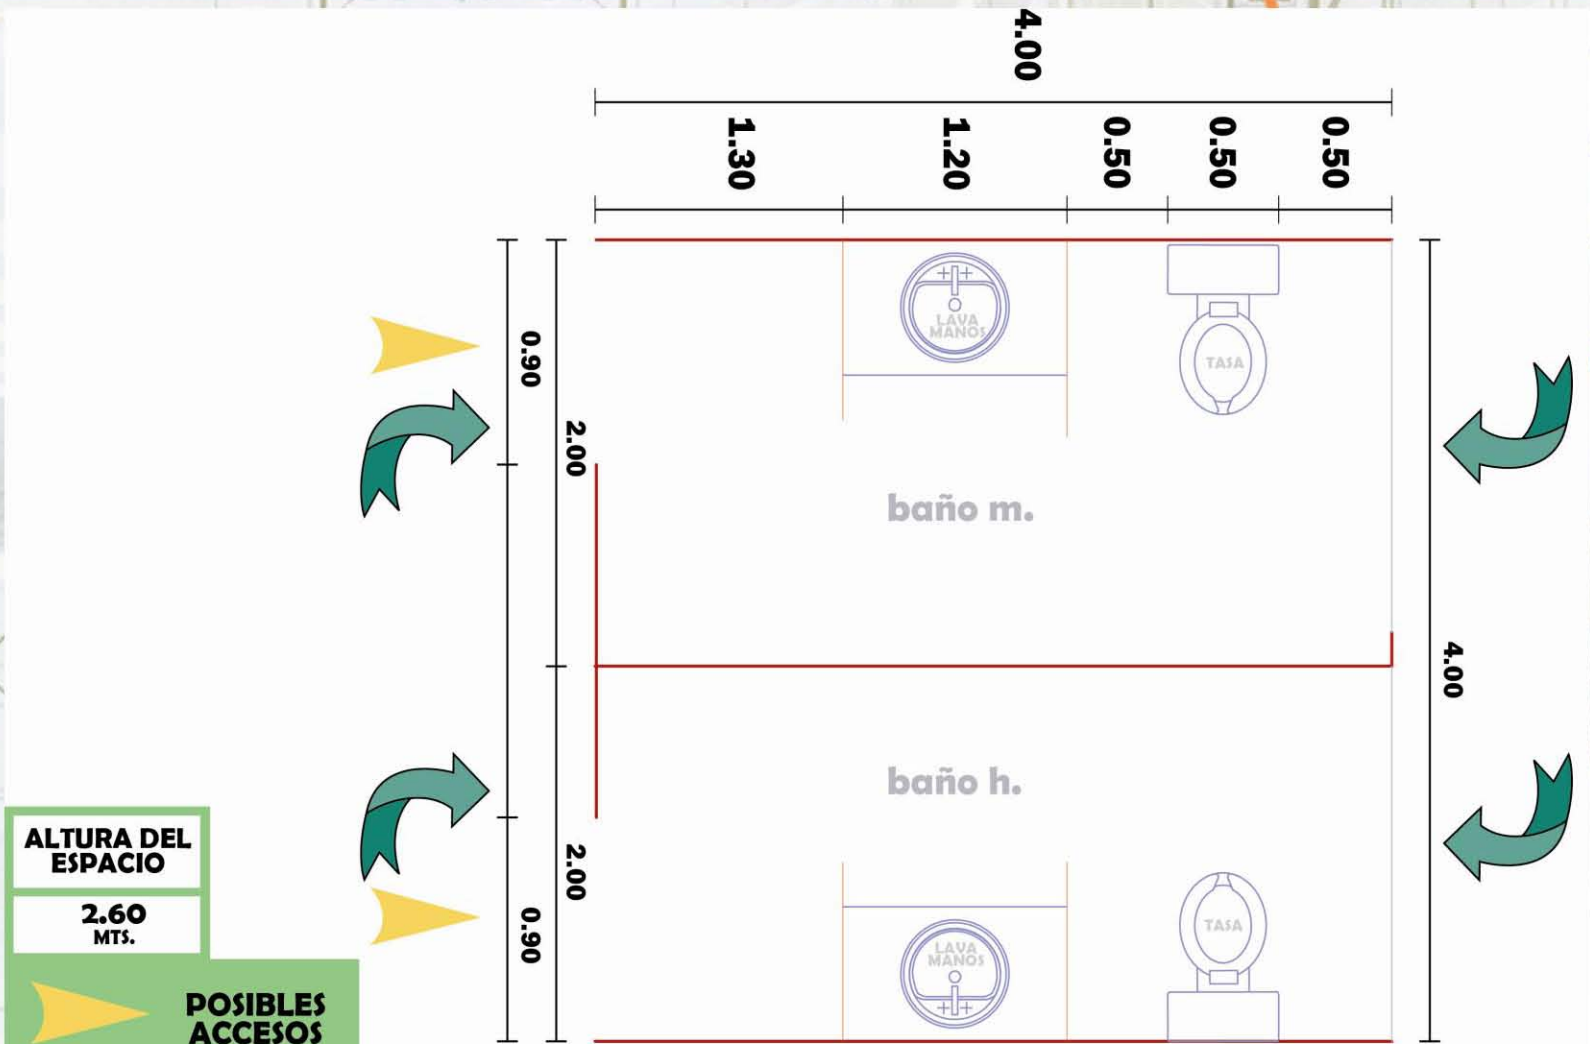 4.00
1.30
1.20
0.50
0.50
0.50
0.90
2.00
LAVA
MANOS
TASA
baño m.
4.00
baño h.
2.00
0.90
LAVA
MANOS
TASA
ALTURA DEL
ESPACIO
2.60
MTS.
POSIBLES
ACCESOS